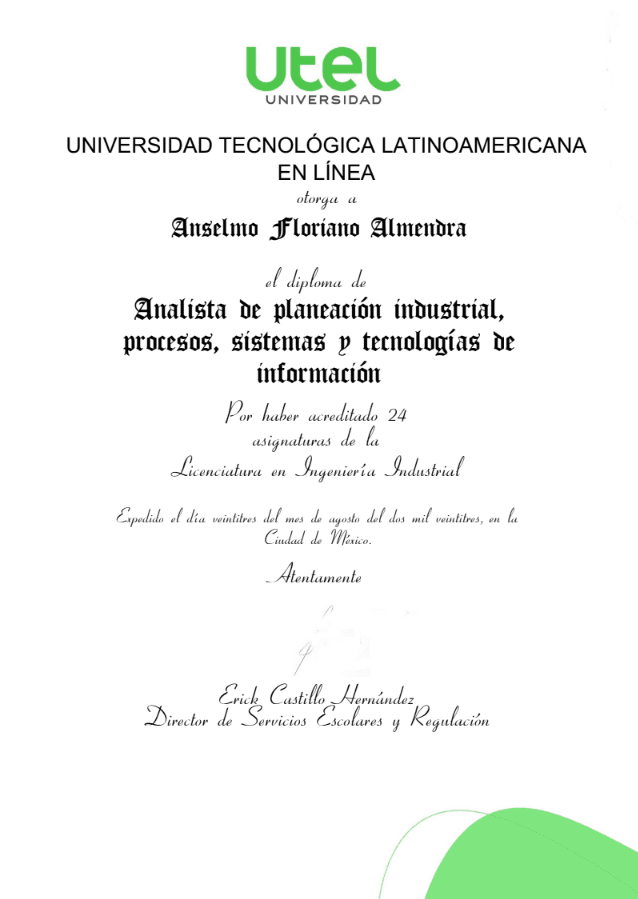 utel
UNIVERSIDAD
UNIVERSIDAD TECNOLÓGICA LATINOAMERICANA
EN LÍNEA
otorga a
Anselmo Floriano Almendra
el diploma de
Analista de planeación industrial,
procesos, sistemas y tecnologías de
información
Por haber acreditado 24
asignaturas de la
Licenciatura en Ingeniería Industrial
Expedido el día veintitres del mes de agosto del dos mil veintitres, en la
Ciudad de México.
Atentamente
Erick Castillo Hernández
Director de Servicios Escolares y Regulación